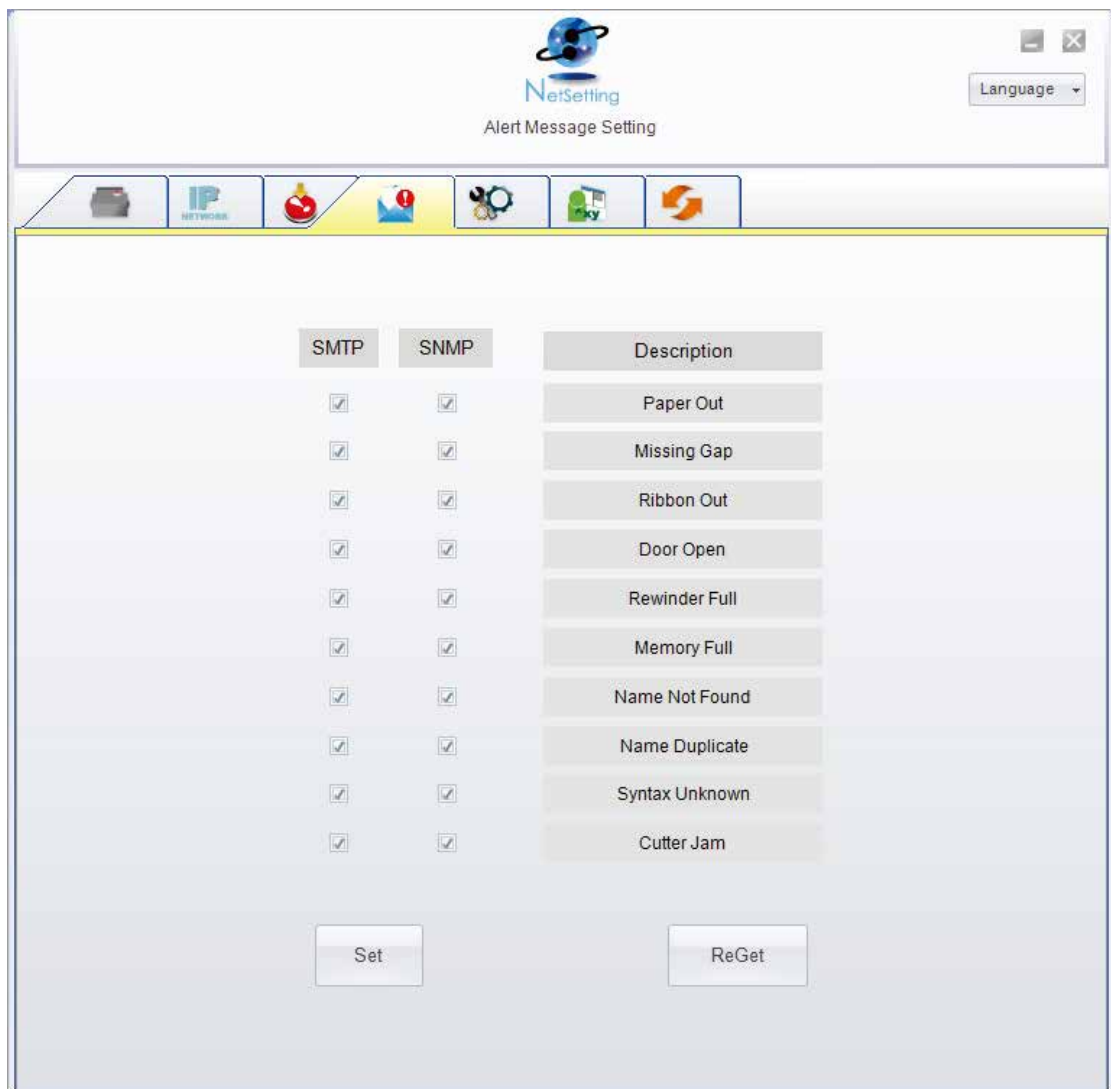 NetSetting
Language
Alert Message Setting
IP
NETWORK
xy
SMTP SNMP Description
Paper Out
Missing Gap
Ribbon Out
Door Open
Rewinder Full
Memory Full
Name Not Found
Name Duplicate
Syntax Unknown
Cutter Jam
Set ReGet